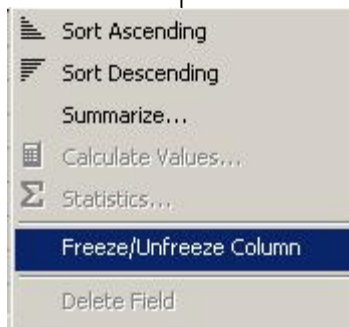 Sort Ascending
Sort Descending
Summarize...
Calculate Values...
Statistics...
Freeze/Unfreeze Column
Delete Field